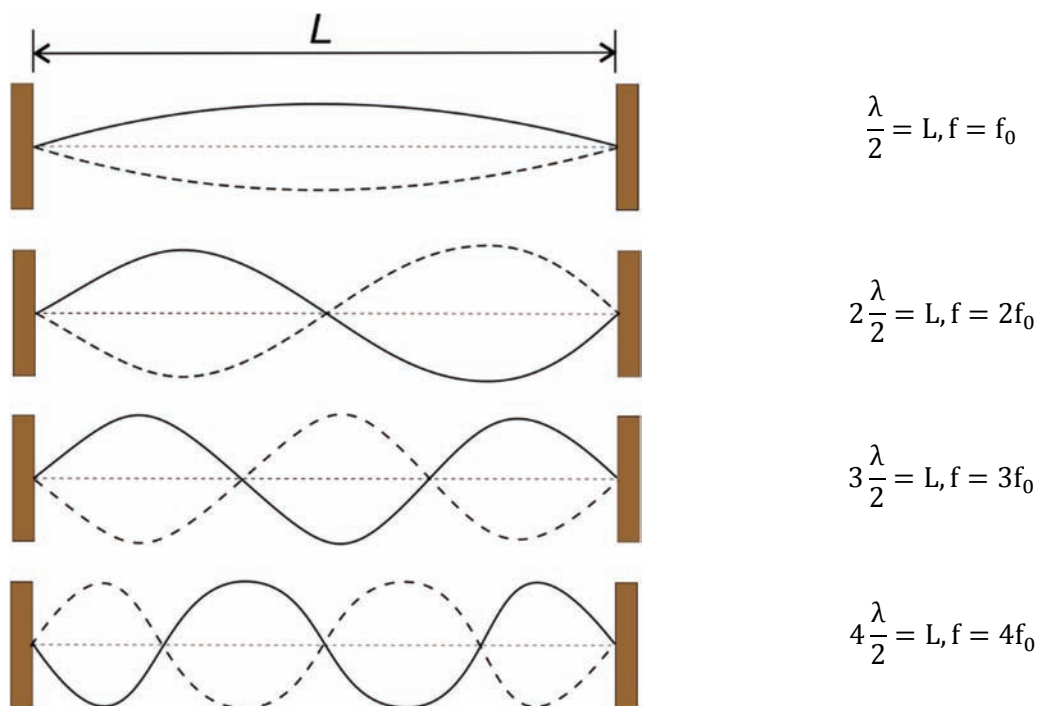 L
λ/2 = L, f = f₀
2 λ/2 = L, f = 2f₀
3 λ/2 = L, f = 3f₀
4 λ/2 = L, f = 4f₀